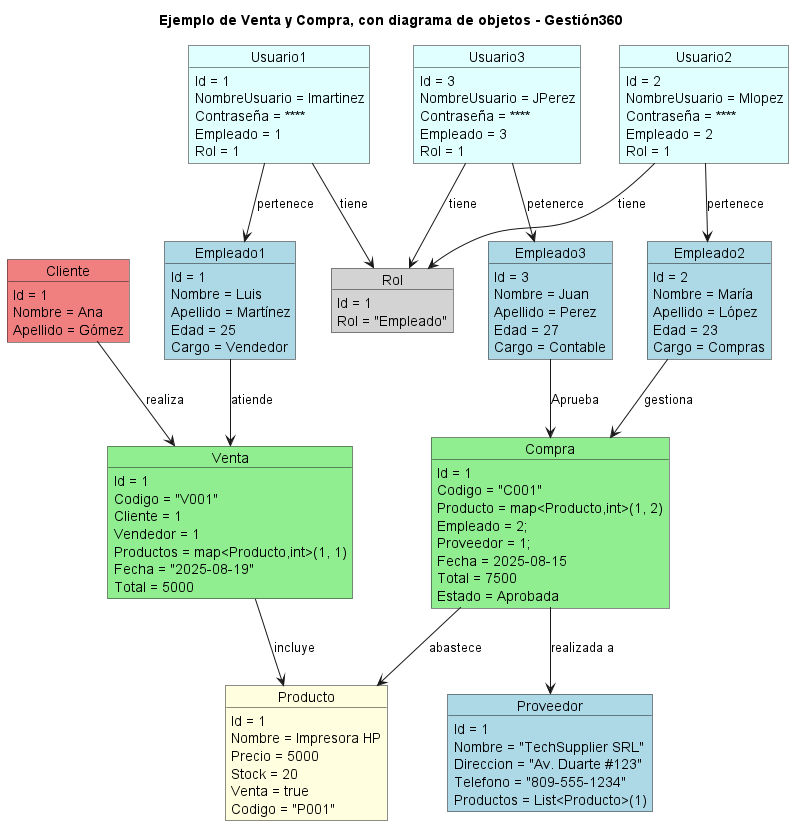 Ejemplo de Venta y Compra, con diagrama de objetos - Gestión360
Usuario1
Id = 1
NombreUsuario = lmartinez
Contraseña = ****
Empleado = 1
Rol = 1
Usuario3
Id = 3
NombreUsuario = JPerez
Contraseña = ****
Empleado = 3
Rol = 1
Usuario2
Id = 2
NombreUsuario = Mlopez
Contraseña = ****
Empleado = 2
Rol = 1
pertenece
tiene
tiene
petenerce
tiene
pertenece
Cliente
Id = 1
Nombre = Ana
Apellido = Gómez
Empleado1
Id = 1
Nombre = Luis
Apellido = Martínez
Edad = 25
Cargo = Vendedor
Rol
Id = 1
Rol = "Empleado"
Empleado3
Id = 3
Nombre = Juan
Apellido = Perez
Edad = 27
Cargo = Contable
Empleado2
Id = 2
Nombre = María
Apellido = López
Edad = 23
Cargo = Compras
realiza
atiende
Aprueba
gestiona
Venta
Id = 1
Codigo = "V001"
Cliente = 1
Vendedor = 1
Productos = map<Producto,int>(1, 1)
Fecha = "2025-08-19"
Total = 5000
Compra
Id = 1
Codigo = "C001"
Producto = map<Producto,int>(1, 2)
Empleado = 2;
Proveedor = 1;
Fecha = 2025-08-15
Total = 7500
Estado = Aprobada
incluye
abastece
realizada a
Producto
Id = 1
Nombre = Impresora HP
Precio = 5000
Stock = 20
Venta = true
Codigo = "P001"
Proveedor
Id = 1
Nombre = "TechSupplier SRL"
Direccion = "Av. Duarte #123"
Telefono = "809-555-1234"
Productos = List<Producto>(1)